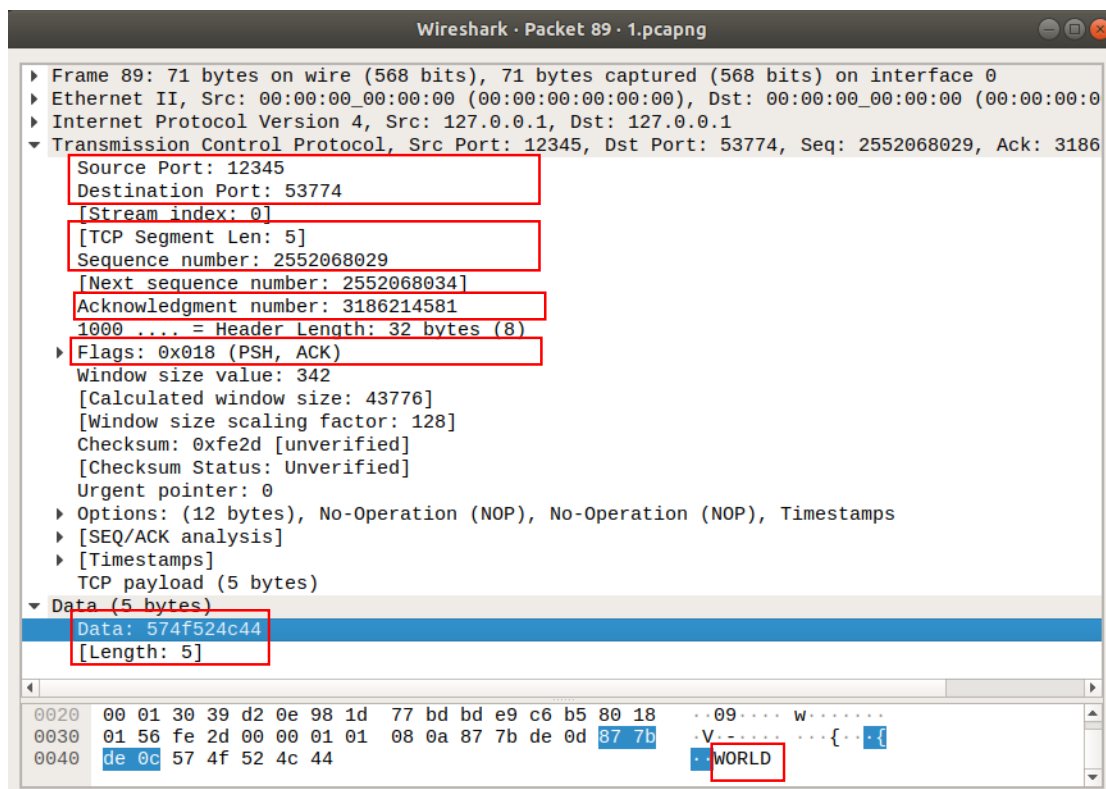 Wireshark · Packet 89 · 1.pcapng
Frame 89: 71 bytes on wire (568 bits), 71 bytes captured (568 bits) on interface 0
Ethernet II, Src: 00:00:00_00:00:00 (00:00:00:00:00:00), Dst: 00:00:00_00:00:00 (00:00:00:0
Internet Protocol Version 4, Src: 127.0.0.1, Dst: 127.0.0.1
Transmission Control Protocol, Src Port: 12345, Dst Port: 53774, Seq: 2552068029, Ack: 3186
Source Port: 12345
Destination Port: 53774
[Stream index: 0]
[TCP Segment Len: 5]
Sequence number: 2552068029
[Next sequence number: 2552068034]
Acknowledgment number: 3186214581
1000 .... = Header Length: 32 bytes (8)
Flags: 0x018 (PSH, ACK)
Window size value: 342
[Calculated window size: 43776]
[Window size scaling factor: 128]
Checksum: 0xfe2d [unverified]
[Checksum Status: Unverified]
Urgent pointer: 0
Options: (12 bytes), No-Operation (NOP), No-Operation (NOP), Timestamps
[SEQ/ACK analysis]
[Timestamps]
TCP payload (5 bytes)
Data (5 bytes)
Data: 574f524c44
[Length: 5]
0020 00 01 30 39 d2 0e 98 1d 77 bd bd e9 c6 b5 80 18 ··09···· w·······
0030 01 56 fe 2d 00 00 01 01 08 0a 87 7b de 0d 87 7b ·V·-···· ···{···{
0040 de 0c 57 4f 52 4c 44 ··WORLD